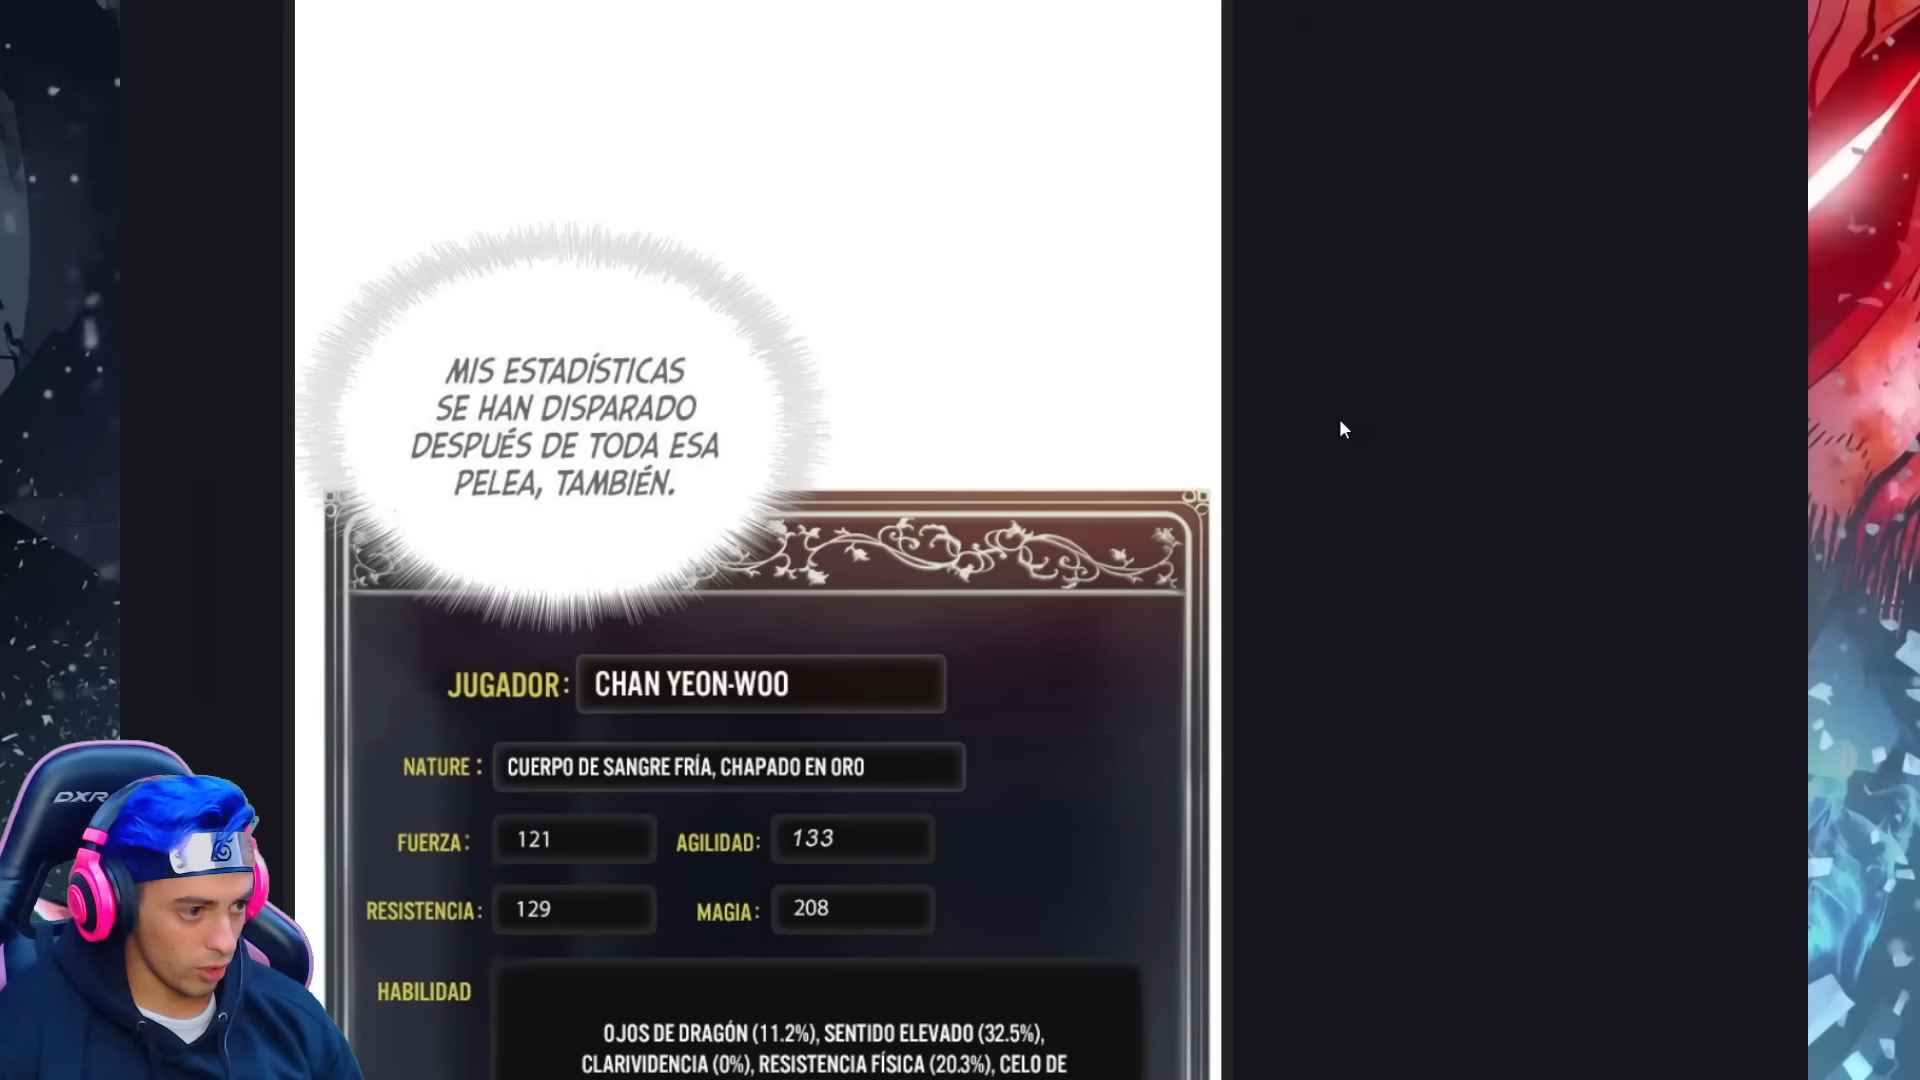 MIS ESTADÍSTICAS
SE HAN DISPARADO
DESPUÉS DE TODA ESA
PELEA, TAMBIÉN.
JUGADOR: CHAN YEON-WOO
NATURE : CUERPO DE SANGRE FRÍA, CHAPADO EN ORO
FUERZA: 121 AGILIDAD: 133
RESISTENCIA: 129 MAGIA: 208
HABILIDAD
OJOS DE DRAGÓN (11.2%), SENTIDO ELEVADO (32.5%),
CLARIVIDENCIA (0%), RESISTENCIA FÍSICA (20.3%), CELO DE
DXR